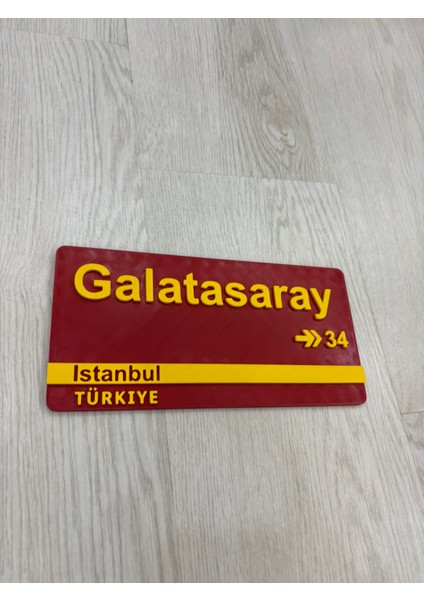 Galatasaray
34
Istanbul
TÜRKIYE